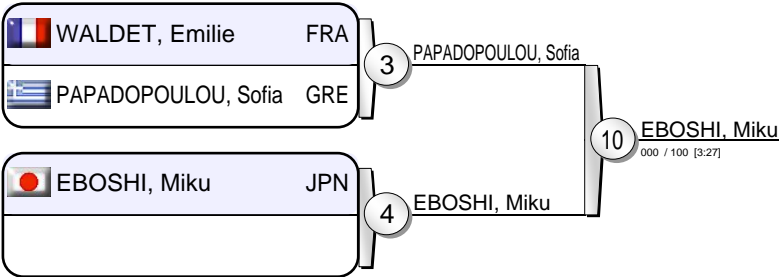 WALDET, Emilie FRA
PAPADOPOULOU, Sofia GRE
3
PAPADOPOULOU, Sofia
EBOSHI, Miku JPN
4
EBOSHI, Miku
10
EBOSHI, Miku
000 / 100 [3:27]